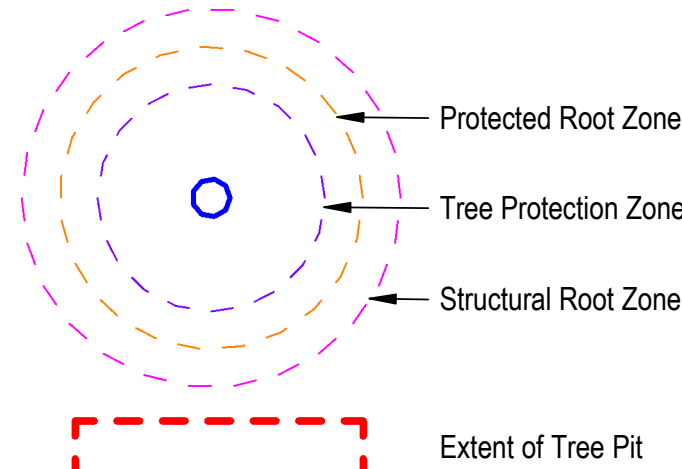 Protected Root Zone
Tree Protection Zone
Structural Root Zone
Extent of Tree Pit